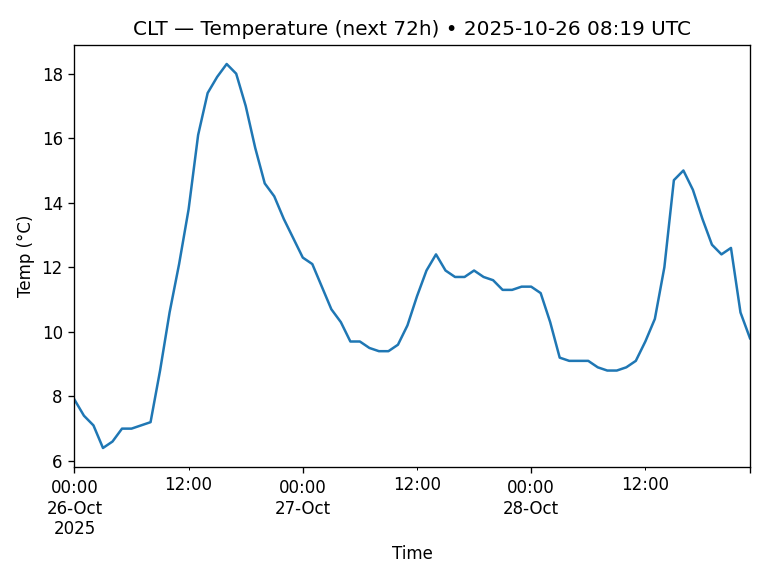 CLT — Temperature (next 72h) • 2025-10-26 08:19 UTC
Temp (°C)
18
16
14
12
10
8
6
00:00 12:00 00:00 12:00 00:00 12:00
26-Oct 27-Oct 28-Oct
2025
Time